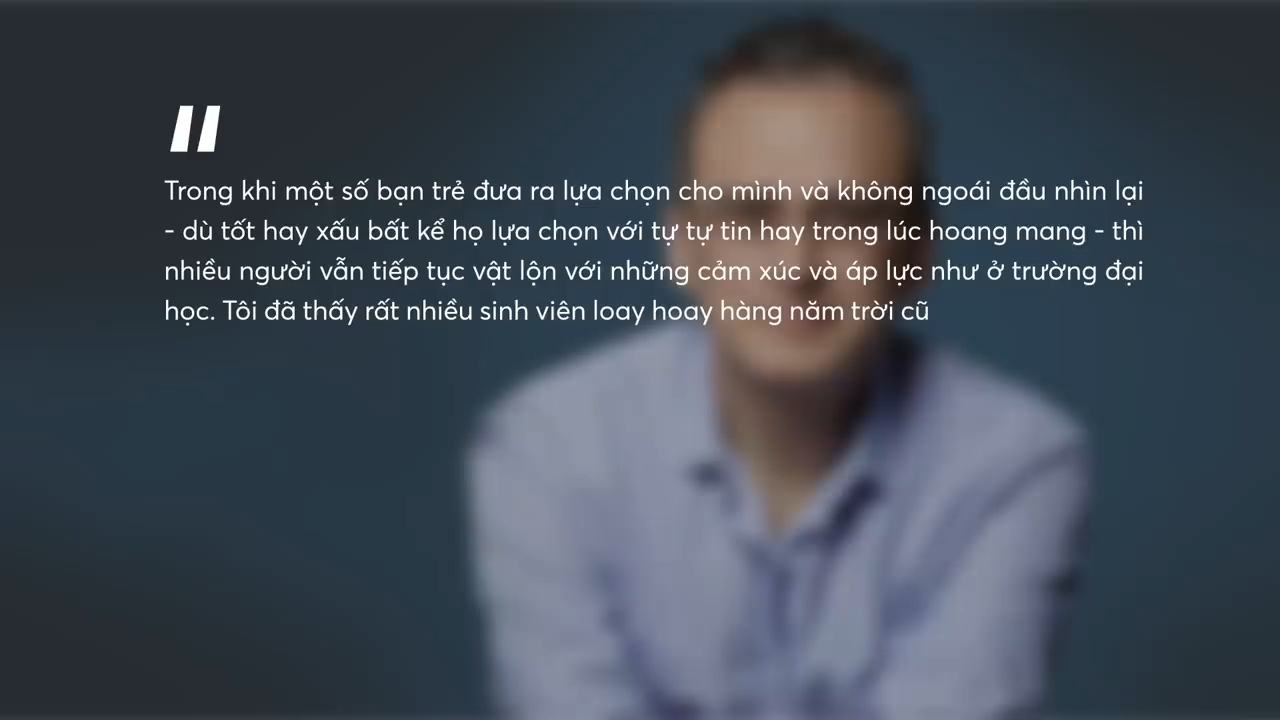 Trong khi một số bạn trẻ đưa ra lựa chọn cho mình và không ngoái đầu nhìn lại
- dù tốt hay xấu bất kể họ lựa chọn với tự tự tin hay trong lúc hoang mang - thì
nhiều người vẫn tiếp tục vật lộn với những cảm xúc và áp lực như ở trường đại
học. Tôi đã thấy rất nhiều sinh viên loay hoay hàng năm trời cũ